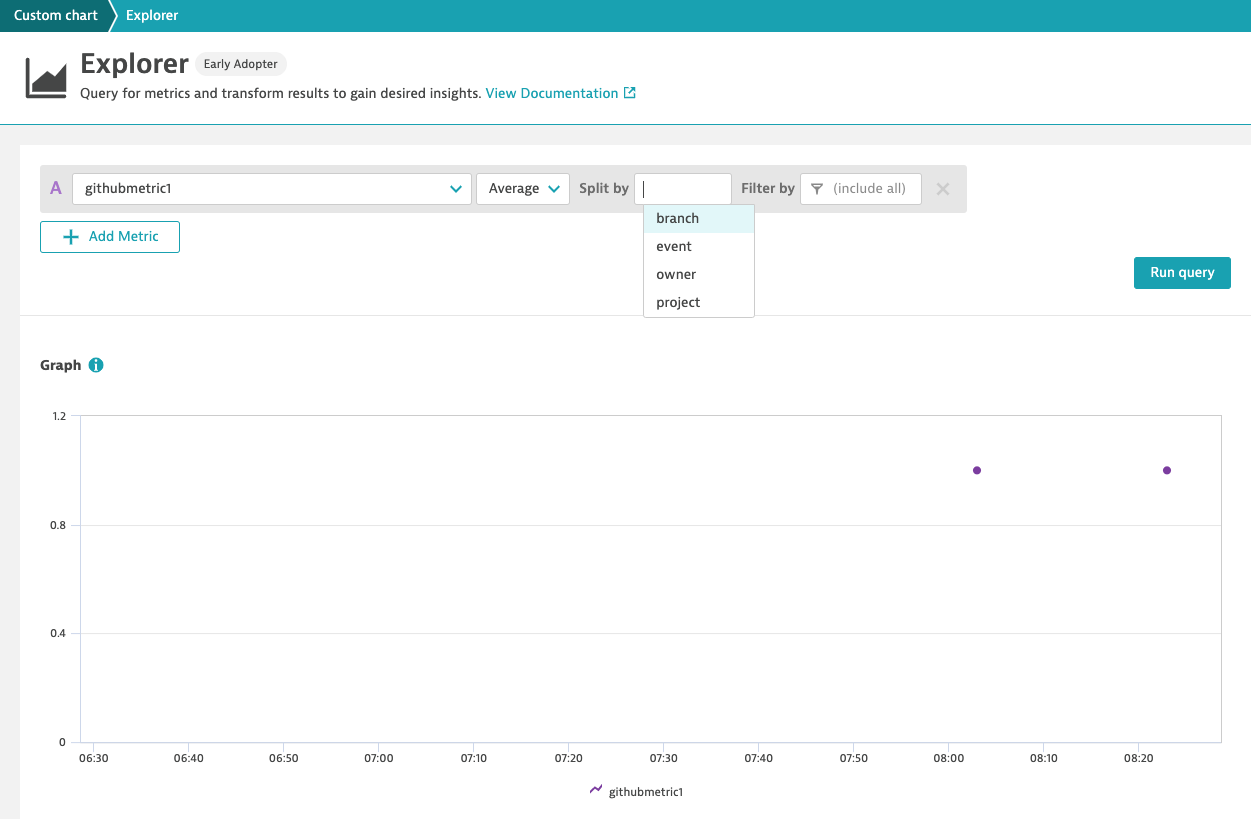 Custom chart Explorer
Explorer Early Adopter
Query for metrics and transform results to gain desired insights. View Documentation
A githubmetric1 Average Split by Filter by (include all)
branch
Add Metric
event
owner
Run query
project
Graph
1.2
0.8
0.4
0
06:30 06:40 06:50 07:00 07:10 07:20 07:30 07:40 07:50 08:00 08:10 08:20
githubmetric1